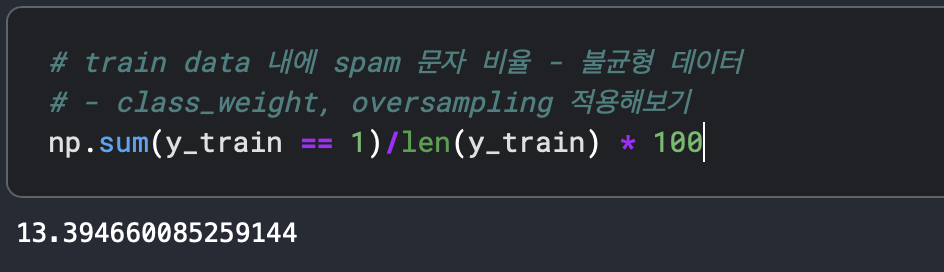 # train data 내에 spam 문자 비율 - 불균형 데이터
# - class_weight, oversampling 적용해보기
np.sum(y_train == 1)/len(y_train) * 100
13.394660085259144